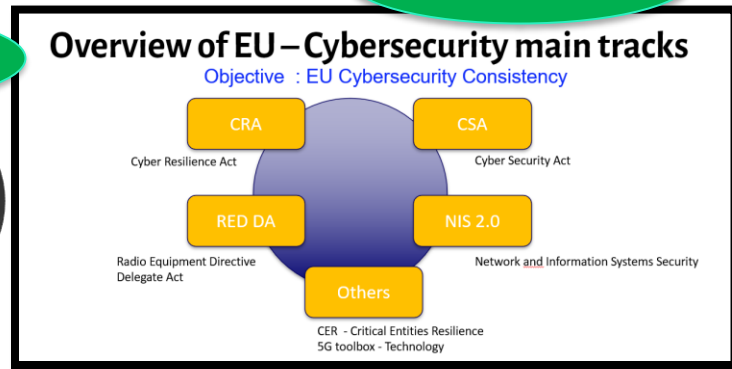 Overview of EU – Cybersecurity main tracks
Objective : EU Cybersecurity Consistency
CRA
CSA
Cyber Resilience Act
Cyber Security Act
RED DA
NIS 2.0
Radio Equipment Directive
Delegate Act
Network and Information Systems Security
Others
CER - Critical Entities Resilience
5G toolbox - Technology